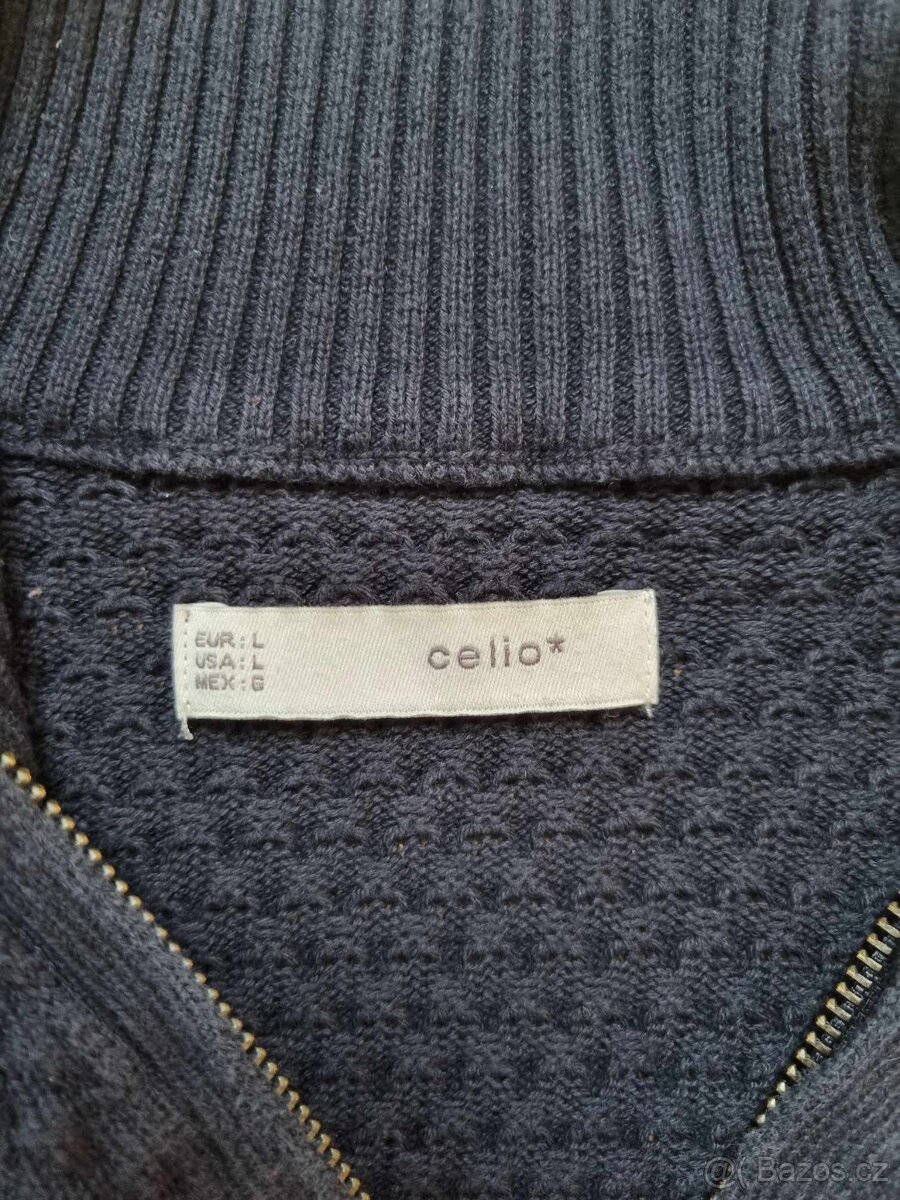 EUR: L
USA: L
MEX: G
celio*
@( Bazos.cz